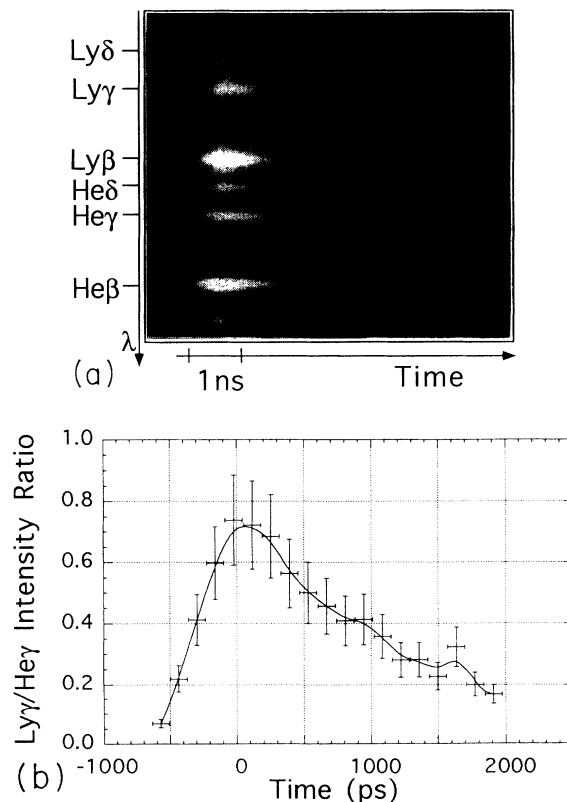 Lyδ
Lyγ
Lyβ
Heδ
Heγ
Heβ
λ
(a)
1ns
Time
Lyγ/Heγ Intensity Ratio
1.0
0.8
0.6
0.4
0.2
0.0
-1000
0
1000
2000
(b)
Time (ps)